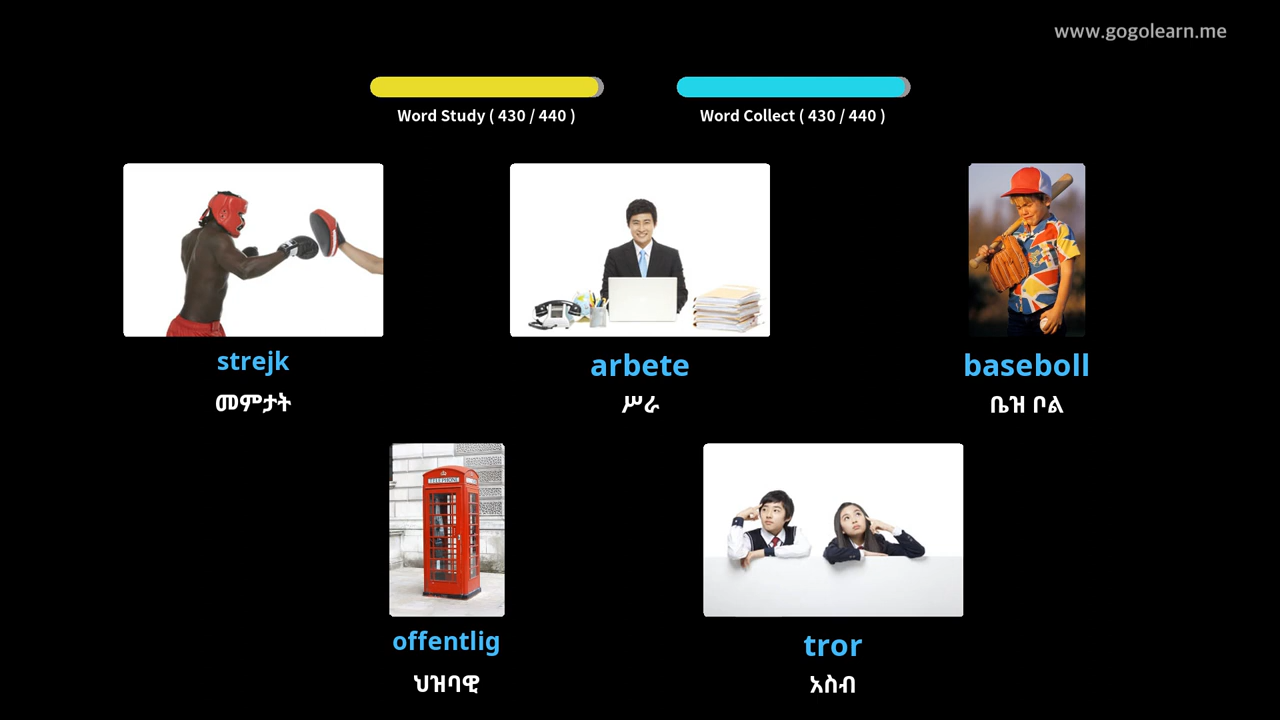 www.gogolearn.me
Word Study ( 430 / 440 )
Word Collect ( 430 / 440 )
strejk
መምታት
arbete
ሥራ
baseboll
ቤዝ ቦል
TELEPHONE
offentlig
ህዝባዊ
tror
አስብ